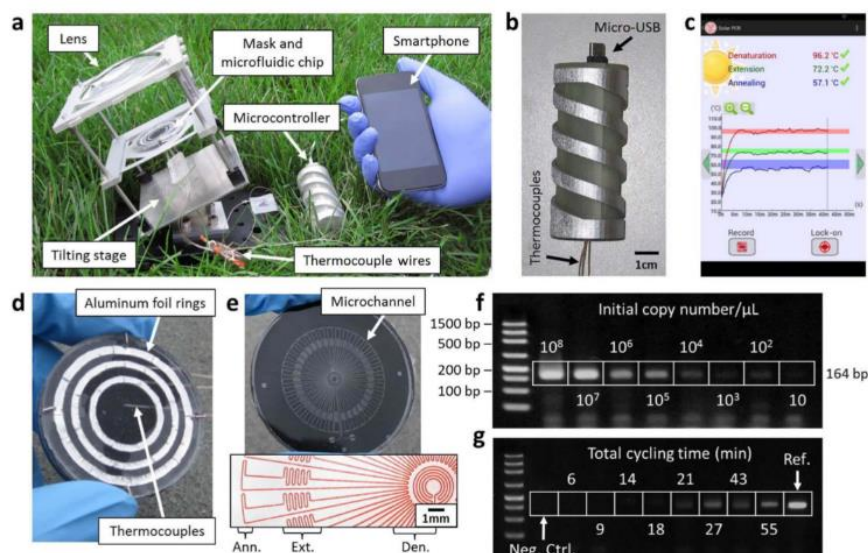 a
Lens
Mask and
microfluidic chip
Smartphone
Microcontroller
Tilting stage
Thermocouple wires
b
Micro-USB
Thermocouples
1cm
c
Solar PCR
Denaturation 96.2 °C
Extension 72.2 °C
Annealing 57.1 °C
(°C)
(s)
Record
Lock-on
d
Aluminum foil rings
Thermocouples
e
Microchannel
1mm
Ann. Ext. Den.
f
Initial copy number/µL
1500 bp
500 bp
200 bp
100 bp
10⁸ 10⁶ 10⁴ 10²
164 bp
10⁷ 10⁵ 10³ 10
g
Total cycling time (min)
6 14 21 43 Ref.
9 18 27 55
Neg. Ctrl.